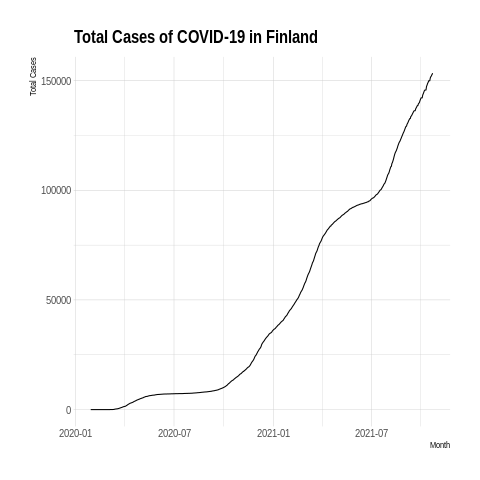 Total Cases of COVID-19 in Finland
Total Cases
150000
100000
50000
0
2020-01 2020-07 2021-01 2021-07
Month